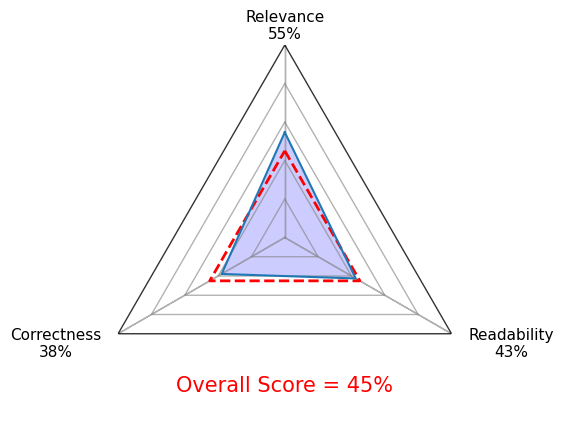 Relevance
55%
Correctness
38%
Readability
43%
Overall Score = 45%